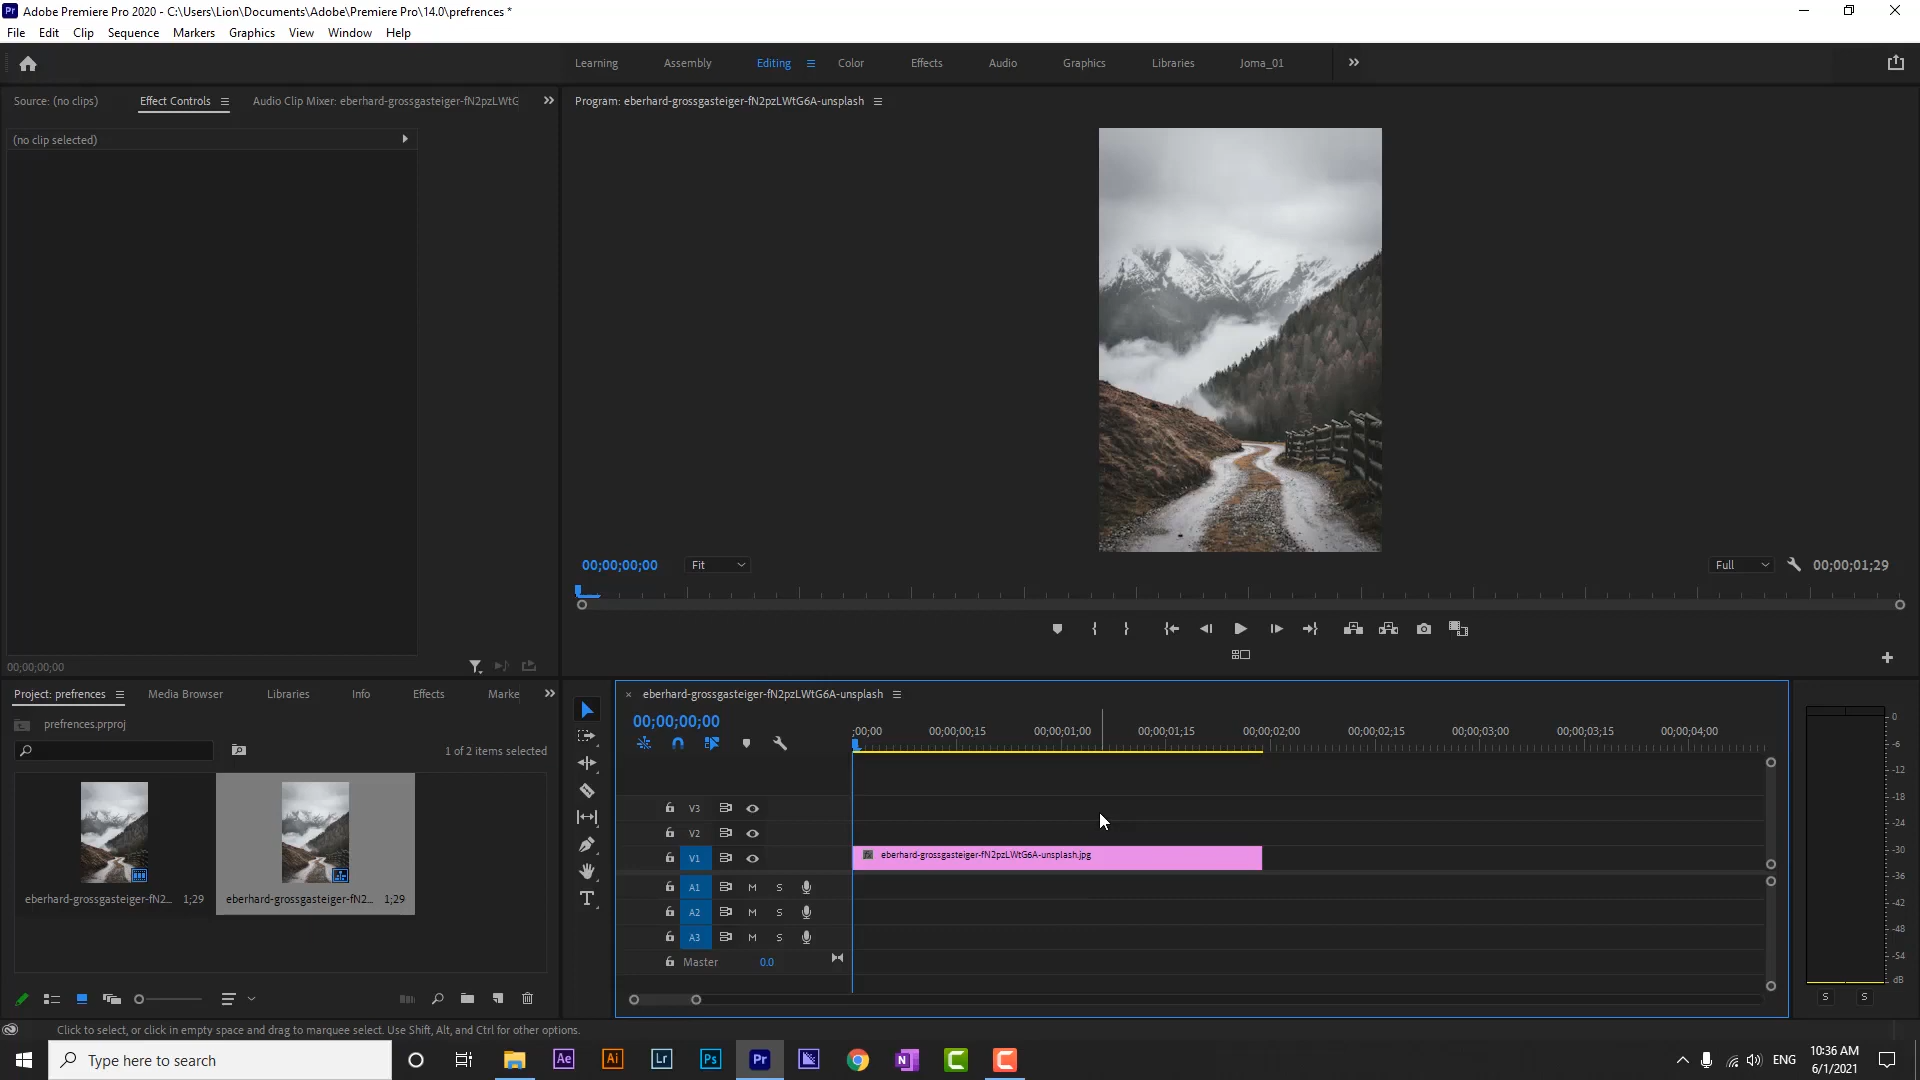 Adobe Premiere Pro 2020 - C:\Users\Lion\Documents\Adobe\Premiere Pro\14.0\prefrences *
File Edit Clip Sequence Markers Graphics View Window Help
Learning Assembly Editing Color Effects Audio Graphics Libraries Joma_01
Source: (no clips) Effect Controls Audio Clip Mixer: eberhard-grossgasteiger-fN2pzLWtG
Program: eberhard-grossgasteiger-fN2pzLWtG6A-unsplash
(no clip selected)
00;00;00;00 Fit Full 00;00;01;29
00;00;00;00
Project: prefrences Media Browser Libraries Info Effects Marke
eberhard-grossgasteiger-fN2pzLWtG6A-unsplash
prefrences.prproj
00;00;00;00
;00;00 00;00;00;15 00;00;01;00 00;00;01;15 00;00;02;00 00;00;02;15 00;00;03;00 00;00;03;15 00;00;04;00
1 of 2 items selected
V3
V2
V1 eberhard-grossgasteiger-fN2pzLWtG6A-unsplash.jpg
A1 M S
A2 M S
A3 M S
Master 0.0
eberhard-grossgasteiger-fN2... 1;29 eberhard-grossgasteiger-fN2... 1;29
0
-6
-12
-18
-24
-30
-36
-42
-48
-54
dB
S S
Click to select, or click in empty space and drag to marquee select. Use Shift, Alt, and Ctrl for other options.
Type here to search
Ae Ai Lr Ps Pr N
ENG
10:36 AM
6/1/2021